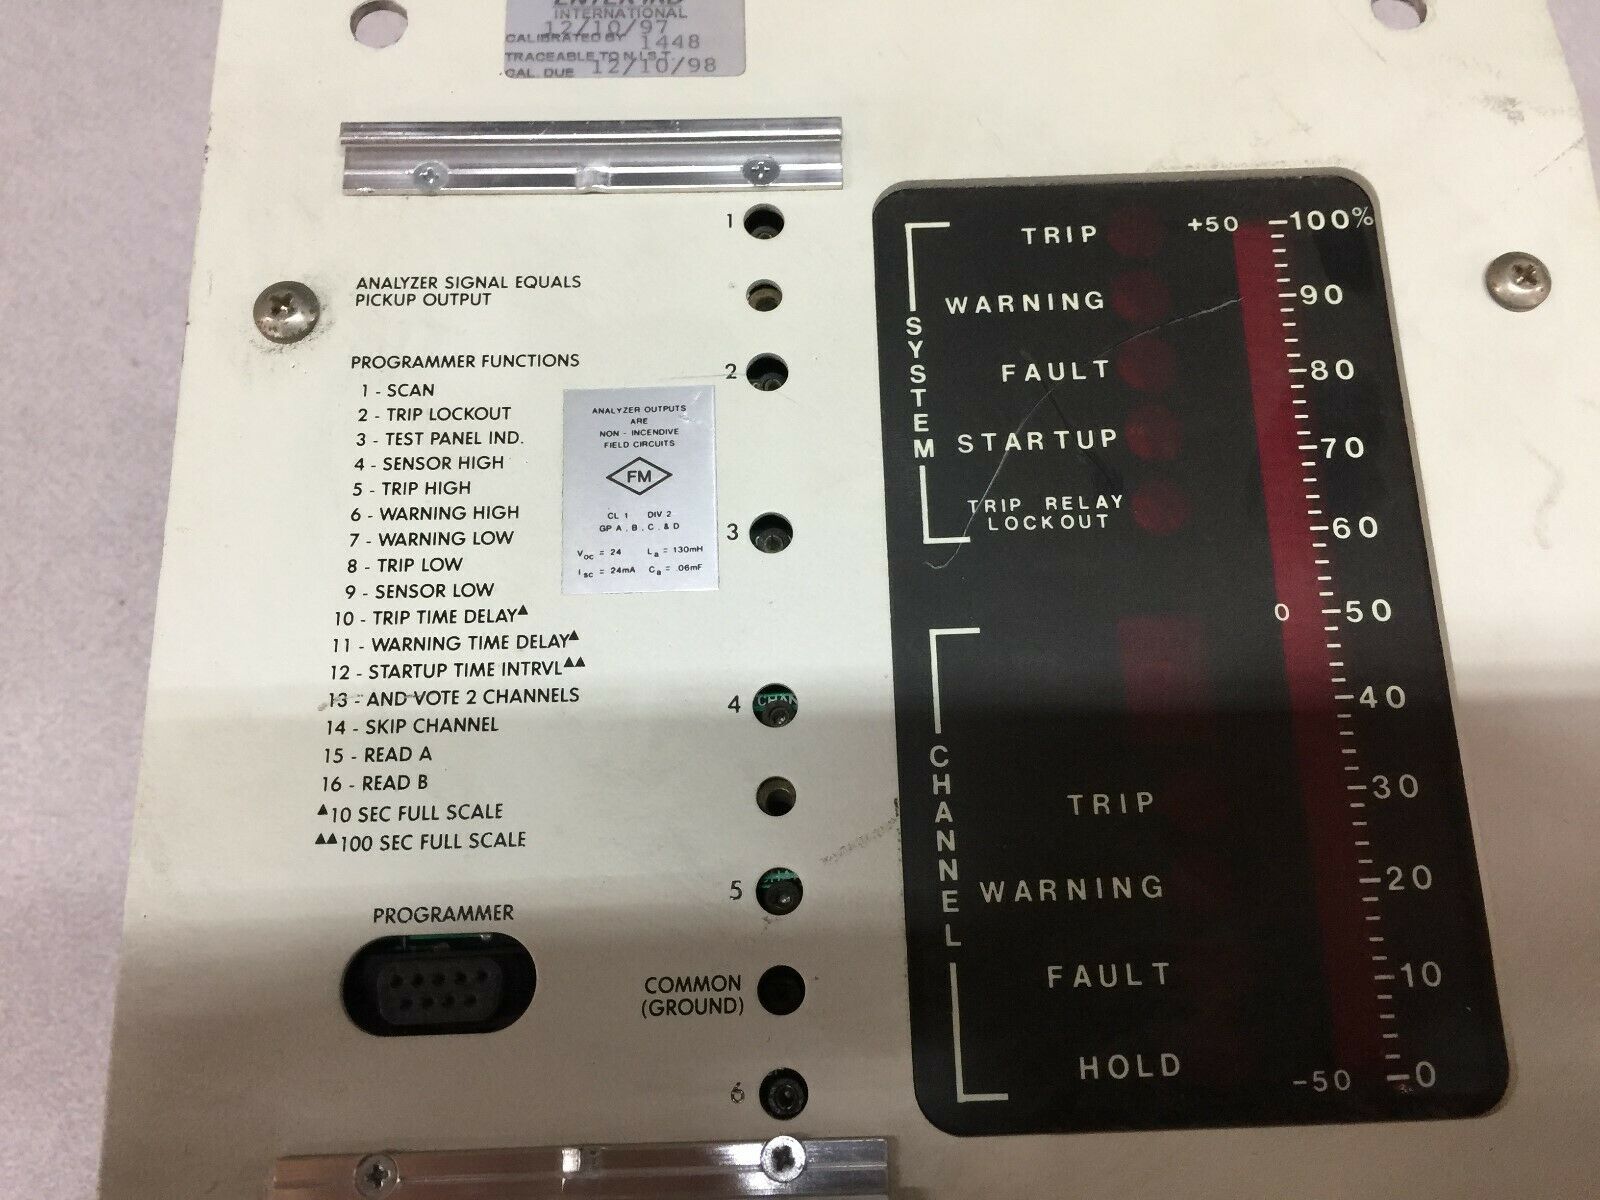 INTERNATIONAL
12/10/97
CALIBRATED BY 1448
TRACEABLE TO N.I.S.T.
CAL. DUE 12/10/98
1
ANALYZER SIGNAL EQUALS
PICKUP OUTPUT
PROGRAMMER FUNCTIONS
1 - SCAN
2 - TRIP LOCKOUT
3 - TEST PANEL IND.
4 - SENSOR HIGH
5 - TRIP HIGH
6 - WARNING HIGH
7 - WARNING LOW
8 - TRIP LOW
9 - SENSOR LOW
10 - TRIP TIME DELAY▲
11 - WARNING TIME DELAY▲
12 - STARTUP TIME INTRVL▲▲
13 - AND VOTE 2 CHANNELS
14 - SKIP CHANNEL
15 - READ A
16 - READ B
▲10 SEC FULL SCALE
▲▲100 SEC FULL SCALE
PROGRAMMER
ANALYZER OUTPUTS
ARE
NON - INCENDIVE
FIELD CIRCUITS
FM
CL 1 DIV 2
GP A, B, C, & D
Voc = 24 La = 130mH
Isc = 24mA Ca = .06mF
2
3
4
CHAN
5
COMMON
(GROUND)
6
SYSTEM
TRIP
WARNING
FAULT
STARTUP
TRIP RELAY
LOCKOUT
CHANNEL
TRIP
WARNING
FAULT
HOLD
+50 100%
90
80
70
60
0 50
40
30
20
10
-50 0